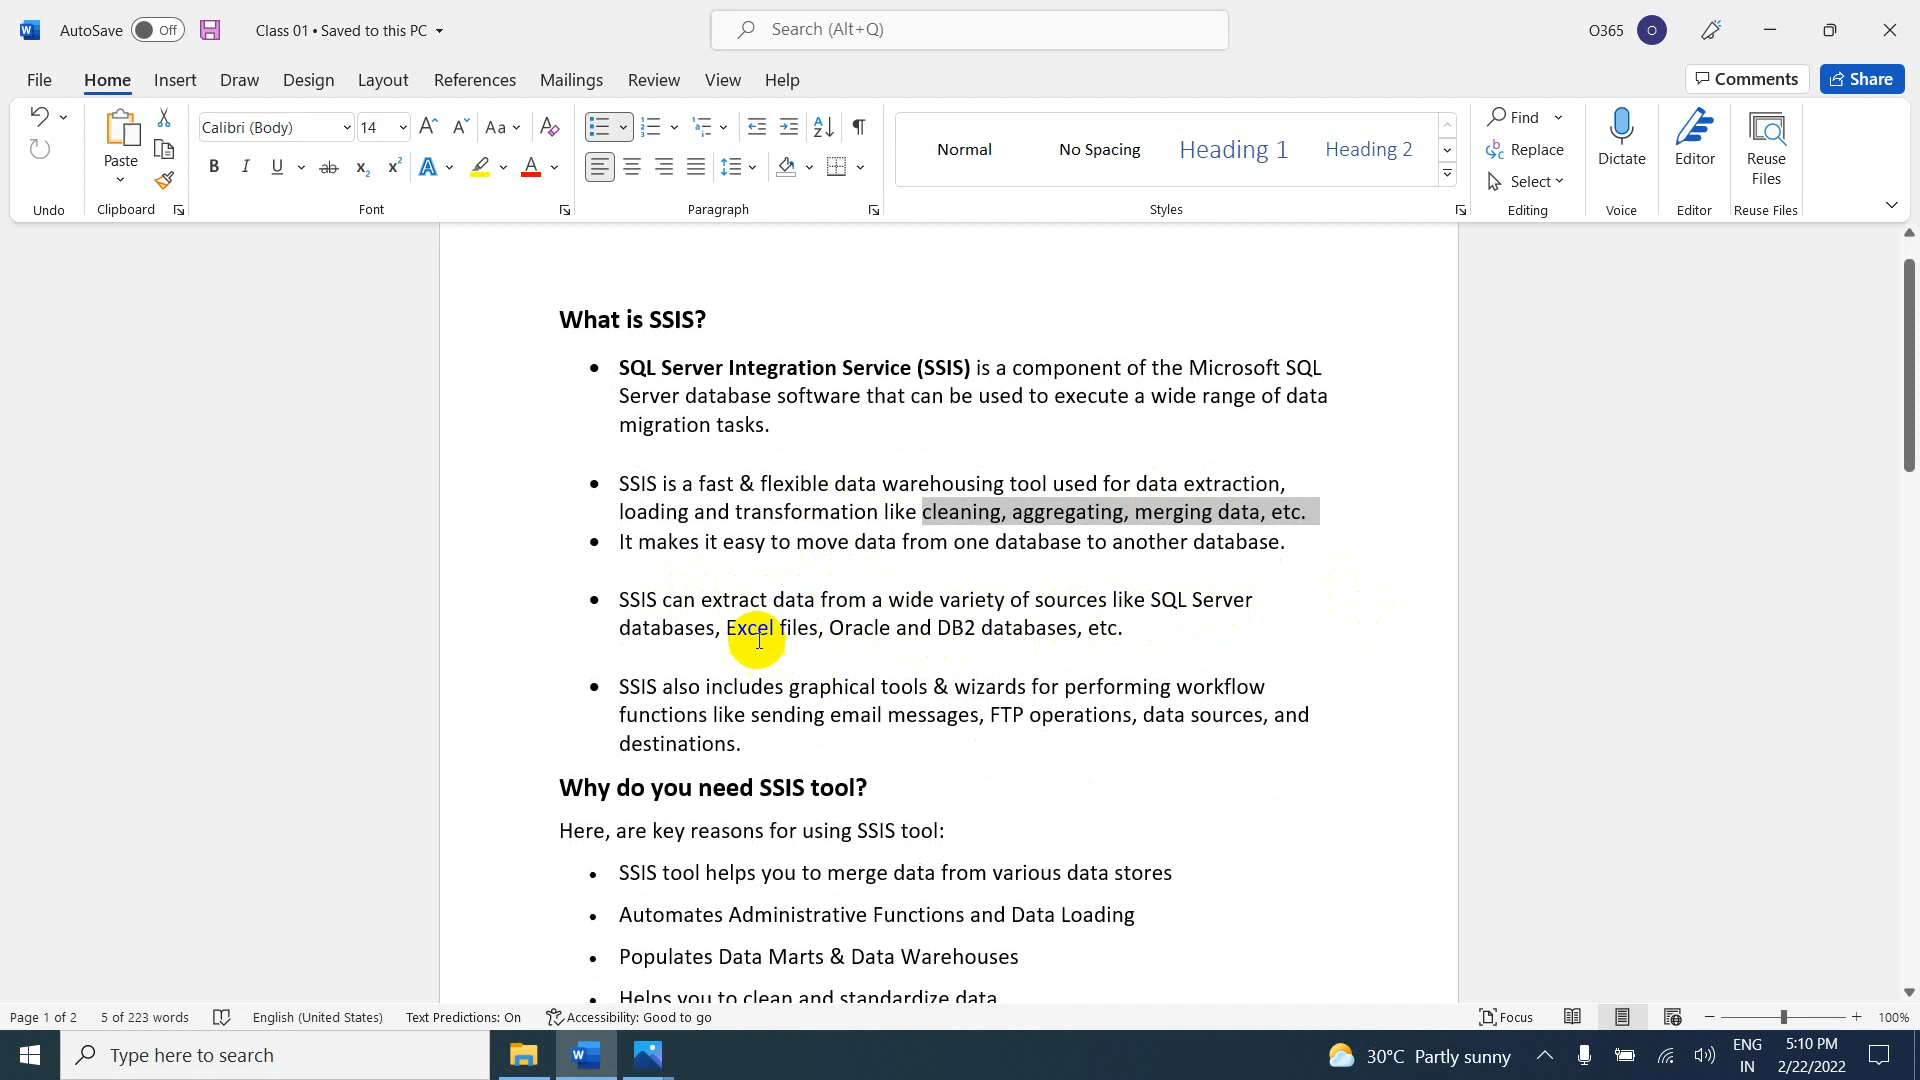 AutoSave Off Class 01 • Saved to this PC Search (Alt+Q) O365 O
File Home Insert Draw Design Layout References Mailings Review View Help Comments Share
Calibri (Body) 14 Aa
Paste
B I U ab x2 x2 A A
Normal No Spacing Heading 1 Heading 2
Find
Replace
Select
Dictate
Editor
Reuse
Files
Undo Clipboard Font Paragraph Styles Editing Voice Editor Reuse Files
What is SSIS?
• SQL Server Integration Service (SSIS) is a component of the Microsoft SQL
Server database software that can be used to execute a wide range of data
migration tasks.
• SSIS is a fast & flexible data warehousing tool used for data extraction,
loading and transformation like cleaning, aggregating, merging data, etc.
• It makes it easy to move data from one database to another database.
• SSIS can extract data from a wide variety of sources like SQL Server
databases, Excel files, Oracle and DB2 databases, etc.
• SSIS also includes graphical tools & wizards for performing workflow
functions like sending email messages, FTP operations, data sources, and
destinations.
Why do you need SSIS tool?
Here, are key reasons for using SSIS tool:
• SSIS tool helps you to merge data from various data stores
• Automates Administrative Functions and Data Loading
• Populates Data Marts & Data Warehouses
• Helps you to clean and standardize data
Page 1 of 2 5 of 223 words English (United States) Text Predictions: On Accessibility: Good to go Focus 100%
Type here to search 30°C Partly sunny ENG IN 5:10 PM 2/22/2022